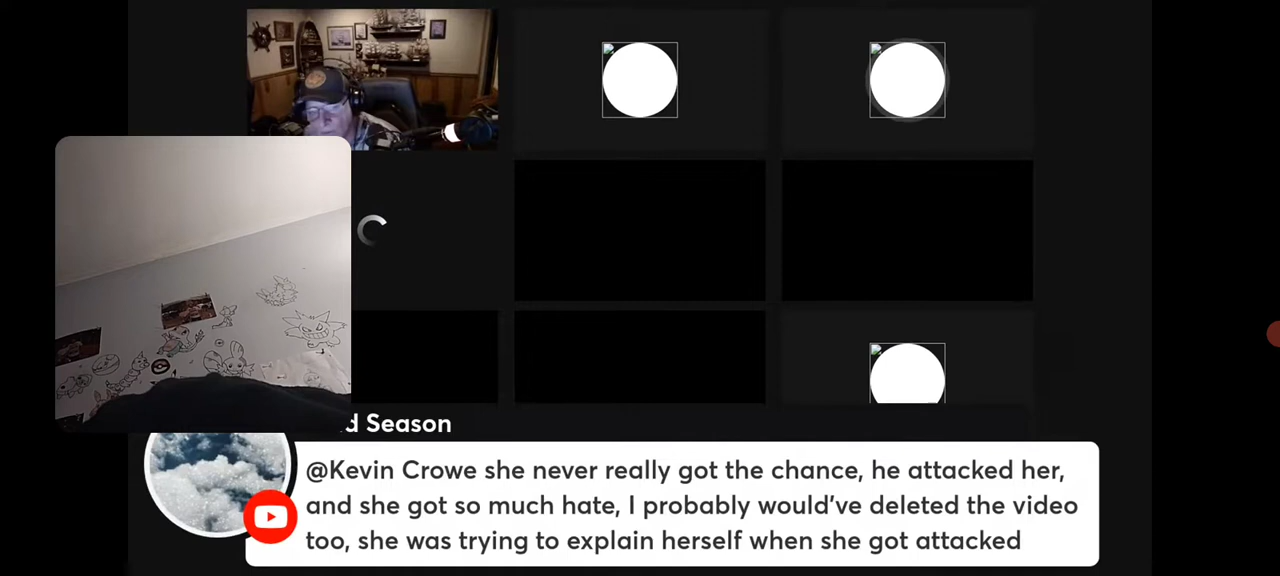 d Season
@Kevin Crowe she never really got the chance, he attacked her,
and she got so much hate, I probably would've deleted the video
too, she was trying to explain herself when she got attacked